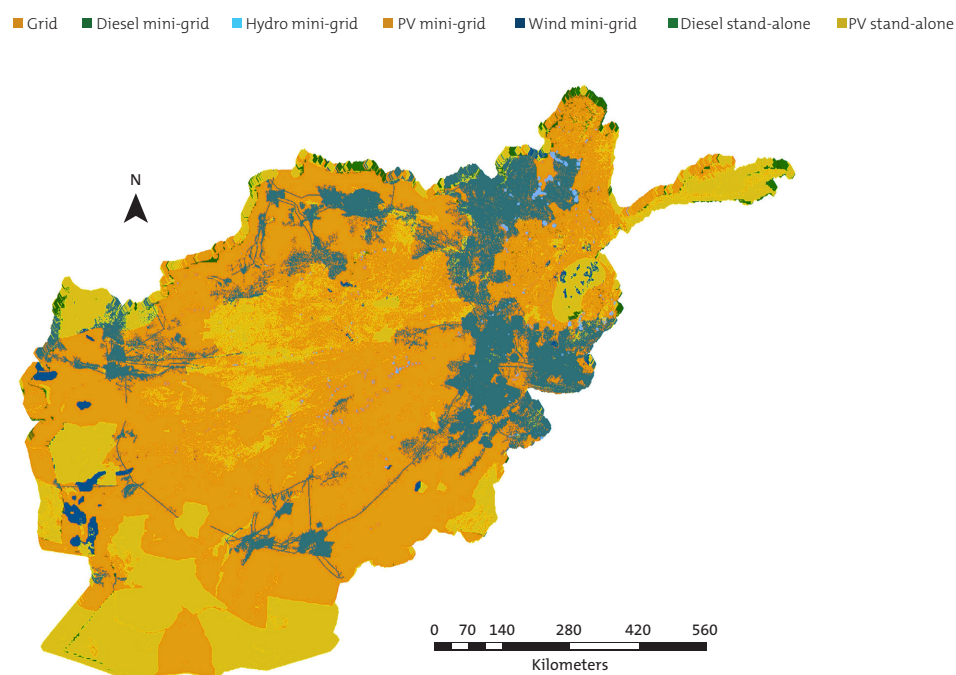 Grid Diesel mini-grid Hydro mini-grid PV mini-grid Wind mini-grid Diesel stand-alone PV stand-alone
N
0 70 140 280 420 560
Kilometers